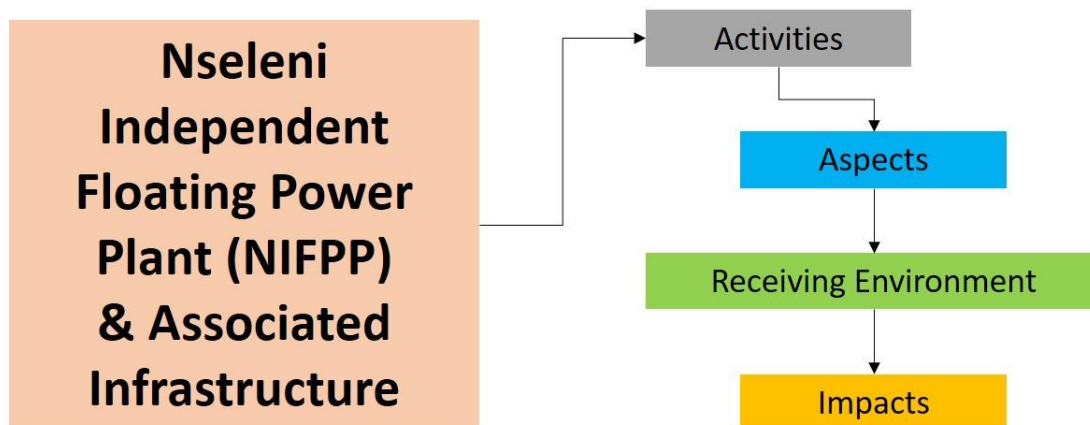 Nseleni
Independent
Floating Power
Plant (NIFPP)
& Associated
Infrastructure
Activities
Aspects
Receiving Environment
Impacts